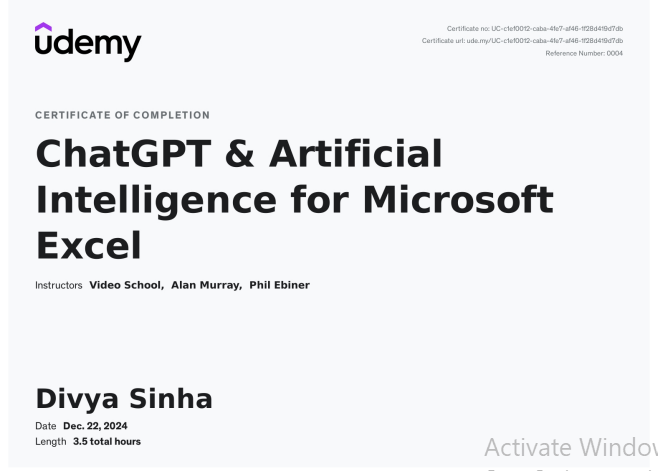 udemy
Certificate no: UC-c1ef0012-caba-4fe7-af46-1f28d419d7db
Certificate url: ude.my/UC-c1ef0012-caba-4fe7-af46-1f28d419d7db
Reference Number: 0004
CERTIFICATE OF COMPLETION
ChatGPT & Artificial
Intelligence for Microsoft
Excel
Instructors Video School, Alan Murray, Phil Ebiner
Divya Sinha
Date Dec. 22, 2024
Length 3.5 total hours
Activate Window